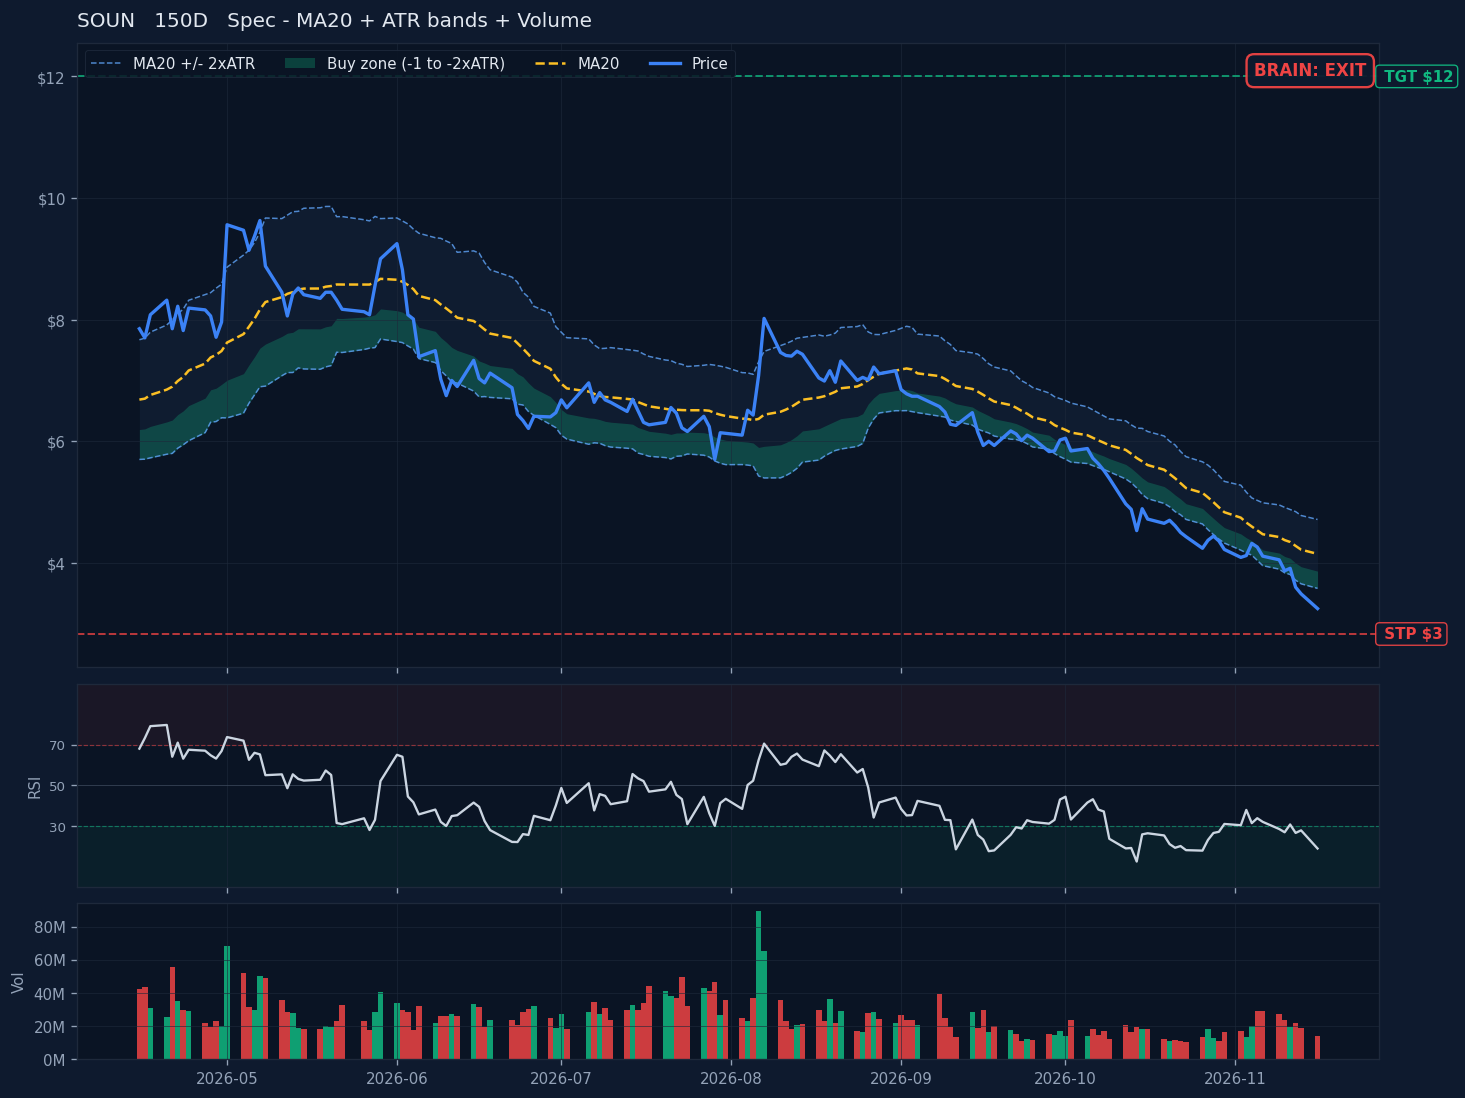 SOUN   150D   Spec - MA20 + ATR bands + Volume
MA20 +/- 2xATR
Buy zone (-1 to -2xATR)
MA20
Price
BRAIN: EXIT
TGT $12
$12
$10
$8
$6
$4
STP $3
RSI
70
50
30
Vol
80M
60M
40M
20M
0M
2026-05
2026-06
2026-07
2026-08
2026-09
2026-10
2026-11